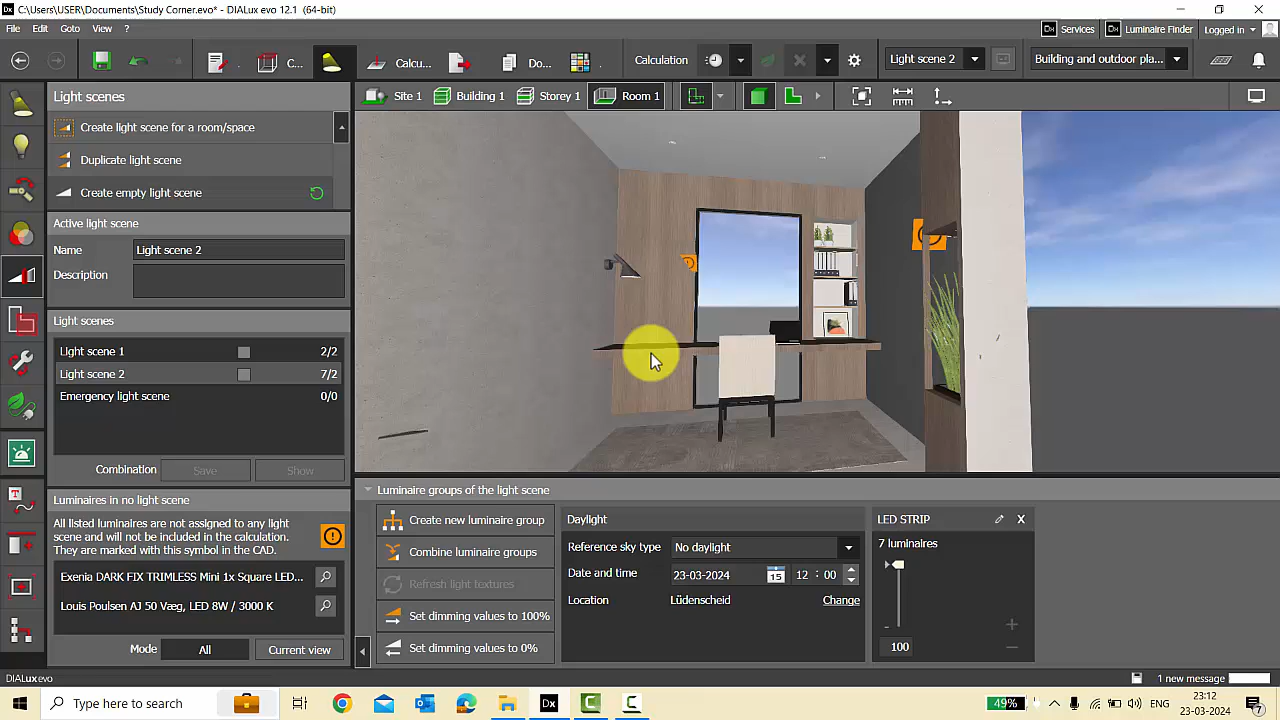 C:\Users\USER\Documents\Study Corner.evo* - DIALux evo 12.1 (64-bit)
File Edit Goto View ?
Services Luminaire Finder Logged in
C... Calcu... Do... Calculation Light scene 2 Building and outdoor pla...
Light scenes
Site 1 Building 1 Storey 1 Room 1
Create light scene for a room/space
Duplicate light scene
Create empty light scene
Active light scene
Name Light scene 2
Description
Light scenes
Light scene 1 2/2
Light scene 2 7/2
Emergency light scene 0/0
Combination Save Show
Luminaires in no light scene
All listed luminaires are not assigned to any light
scene and will not be included in the calculation.
They are marked with this symbol in the CAD.
Exenia DARK FIX TRIMLESS Mini 1x Square LED...
Louis Poulsen AJ 50 Væg, LED 8W / 3000 K
Mode All Current view
Luminaire groups of the light scene
Create new luminaire group
Combine luminaire groups
Refresh light textures
Set dimming values to 100%
Set dimming values to 0%
Daylight
Reference sky type No daylight
Date and time 23-03-2024 15 12 : 00
Location Lüdenscheid Change
LED STRIP
7 luminaires
100
DIALux evo 1 new message
Type here to search
49% ENG 23:12
23-03-2024 7